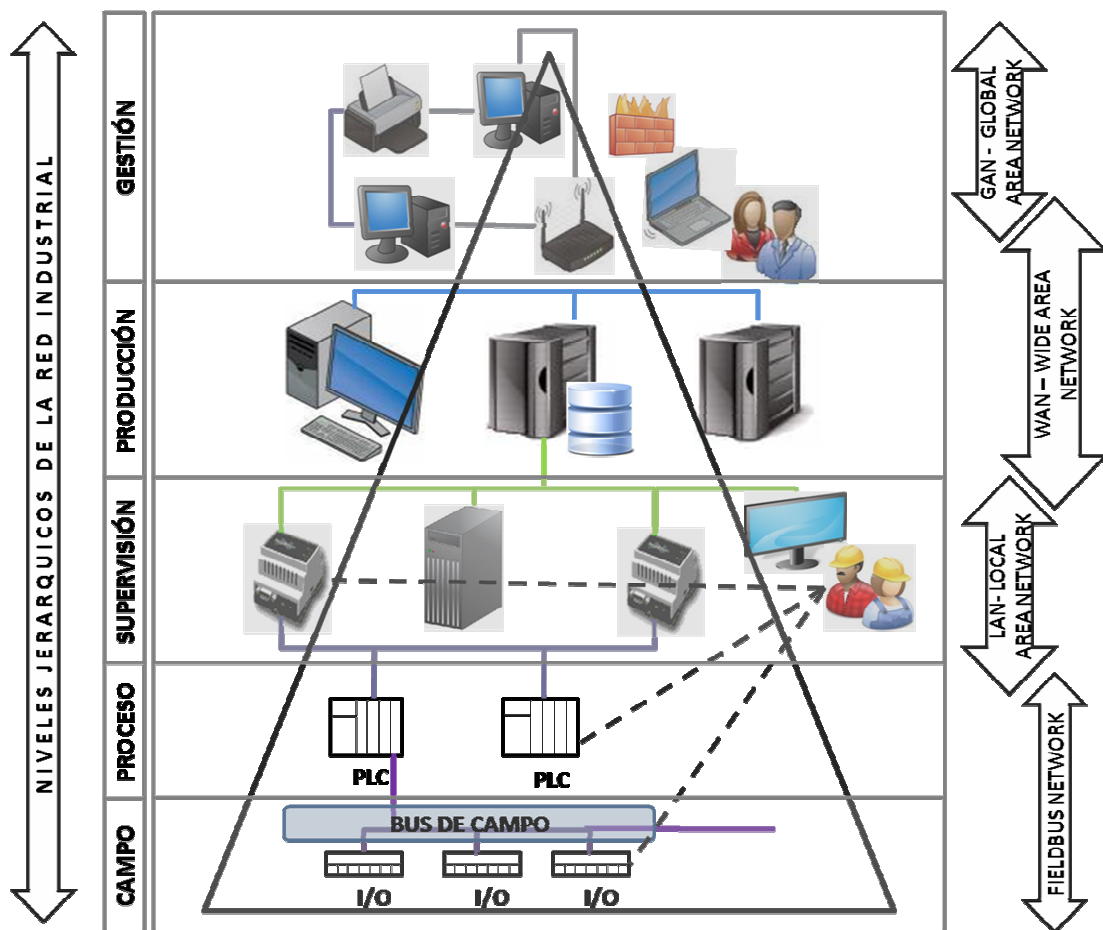 NIVELES JERARQUICOS DE LA RED INDUSTRIAL
GESTIÓN
PRODUCCIÓN
SUPERVISIÓN
PROCESO
CAMPO
PLC
PLC
BUS DE CAMPO
I/O
I/O
I/O
GAN - GLOBAL
AREA NETWORK
WAN – WIDE AREA
NETWORK
LAN- LOCAL
AREA NETWORK
FIELDBUS NETWORK